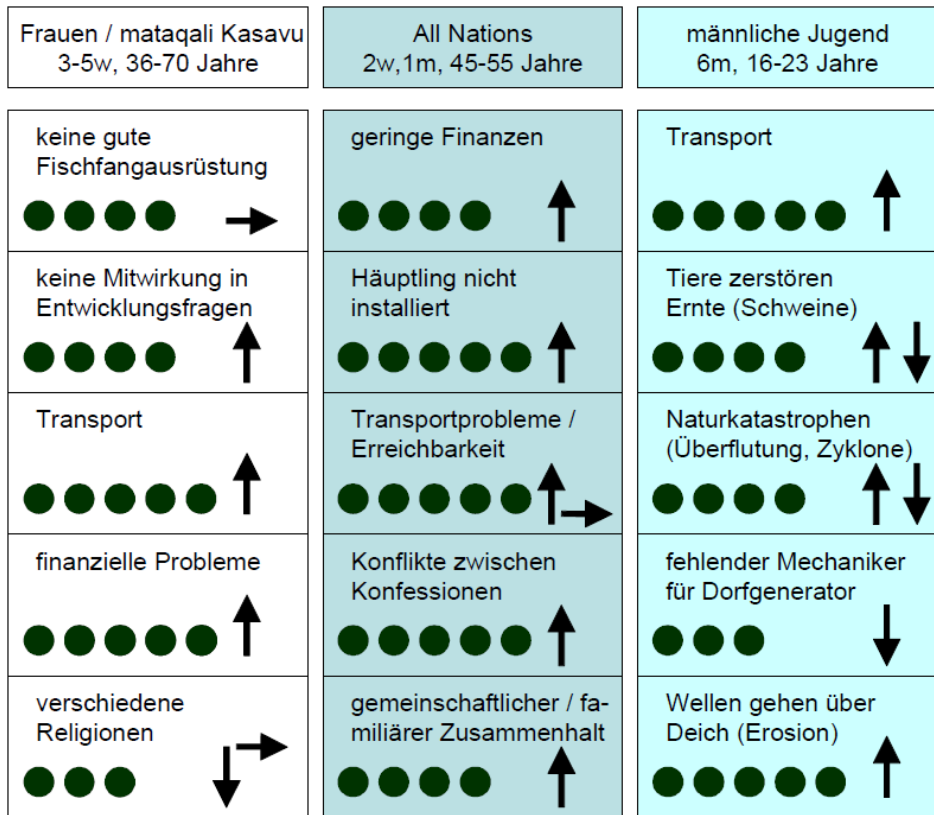 Frauen / mataqali Kasavu
3-5w, 36-70 Jahre
All Nations
2w,1m, 45-55 Jahre
männliche Jugend
6m, 16-23 Jahre
keine gute
Fischfangausrüstung
geringe Finanzen
Transport
keine Mitwirkung in
Entwicklungsfragen
Häuptling nicht
installiert
Tiere zerstören
Ernte (Schweine)
Transport
Transportprobleme /
Erreichbarkeit
Naturkatastrophen
(Überflutung, Zyklone)
finanzielle Probleme
Konflikte zwischen
Konfessionen
fehlender Mechaniker
für Dorfgenerator
verschiedene
Religionen
gemeinschaftlicher / fa-
miliärer Zusammenhalt
Wellen gehen über
Deich (Erosion)